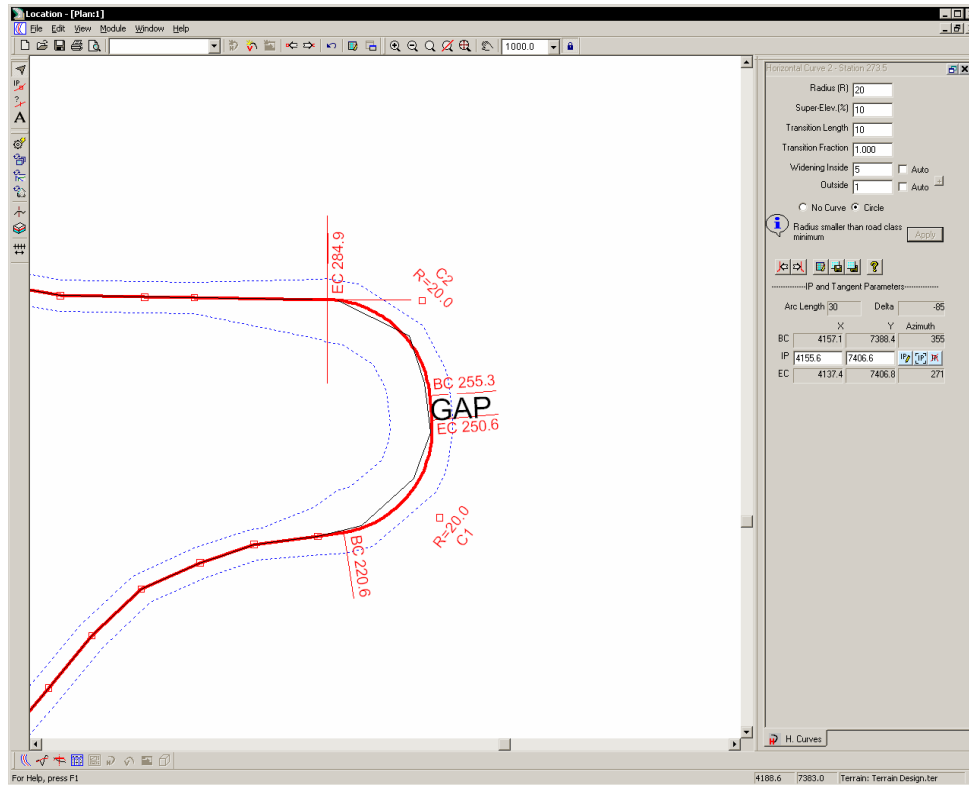 Location - [Plan:1]
File Edit View Module Window Help
1000.0
IP
?
A
Horizontal Curve 2 - Station 273.5
Radius (R) 20
Super-Elev.(%) 10
Transition Length 10
Transition Fraction 1.000
Widening Inside 5 Auto
Outside 1 Auto
No Curve Circle
Radius smaller than road class
minimum
Apply
IP and Tangent Parameters
Arc Length 30 Delta -85
X Y Azimuth
BC 4157.1 7388.4 355
IP 4155.6 7406.6
EC 4137.4 7406.8 271
H. Curves
EC 284.9
C2
R=20.0
BC 255.3
GAP
EC 250.6
R=20.0
C1
BC 220.6
For Help, press F1
4188.6 7383.0 Terrain: Terrain Design.ter